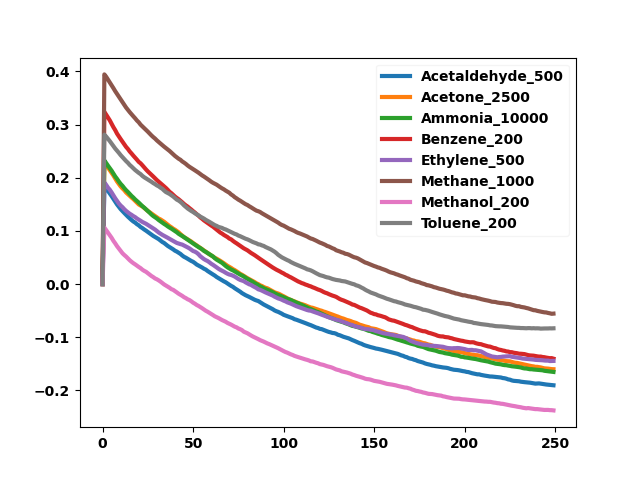 0.4
0.3
0.2
0.1
0.0
−0.1
−0.2
0 50 100 150 200 250
Acetaldehyde_500
Acetone_2500
Ammonia_10000
Benzene_200
Ethylene_500
Methane_1000
Methanol_200
Toluene_200